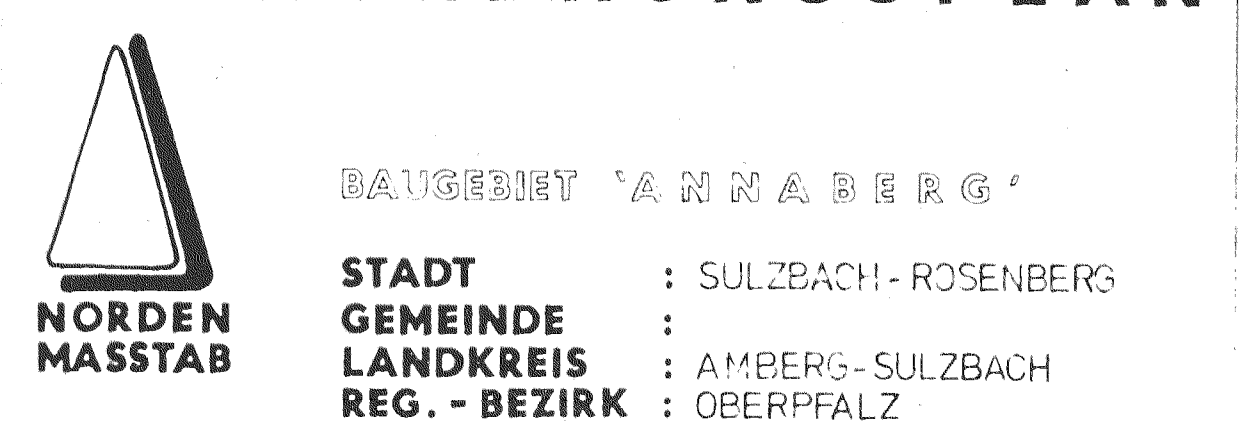 BAUGEBIET 'ANNABERG'
STADT : SULZBACH-ROSENBERG
GEMEINDE :
LANDKREIS : AMBERG-SULZBACH
REG.-BEZIRK : OBERPFALZ
NORDEN
MASSTAB